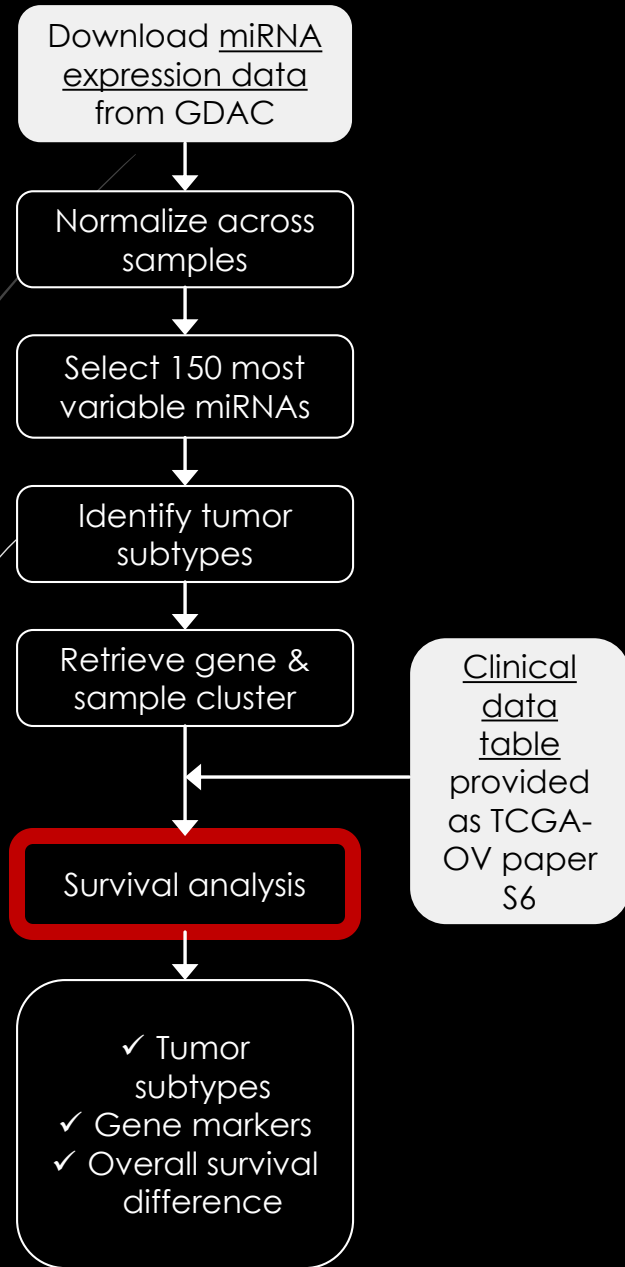 Download miRNA
expression data
from GDAC
Normalize across
samples
Select 150 most
variable miRNAs
Identify tumor
subtypes
Retrieve gene &
sample cluster
Clinical
data
table
provided
as TCGA-
OV paper
S6
Survival analysis
✓ Tumor
subtypes
✓ Gene markers
✓ Overall survival
difference